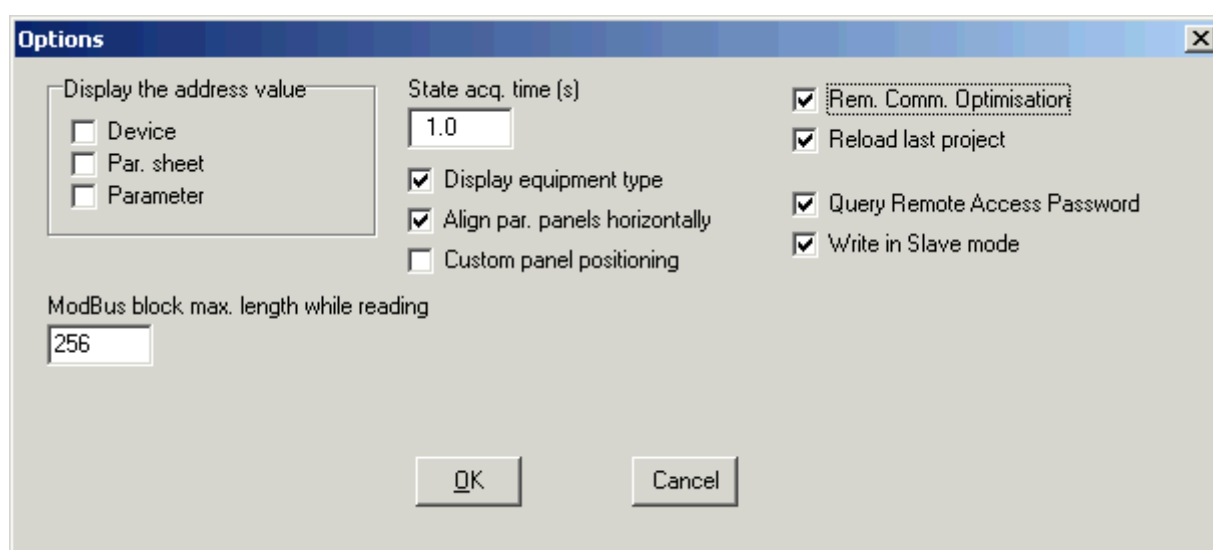 Options
Display the address value
Device
Par. sheet
Parameter
State acq. time (s)
1.0
Display equipment type
Align par. panels horizontally
Custom panel positioning
Rem. Comm. Optimisation
Reload last project
Query Remote Access Password
Write in Slave mode
ModBus block max. length while reading
256
OK
Cancel